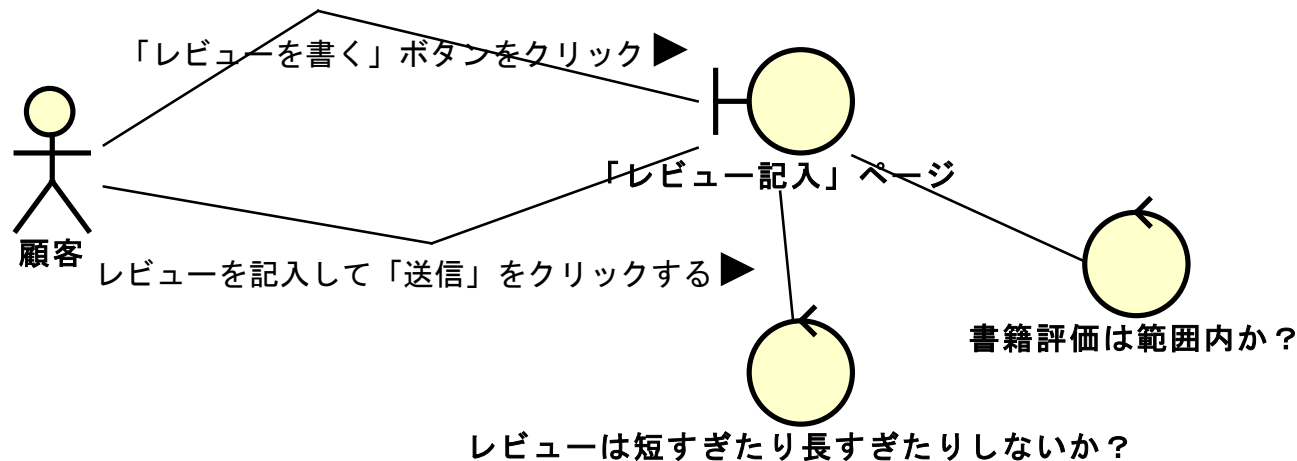 「レビューを書く」ボタンをクリック
「レビュー記入」ページ
顧客
レビューを記入して「送信」をクリックする
書籍評価は範囲内か？
レビューは短すぎたり長すぎたりしないか？